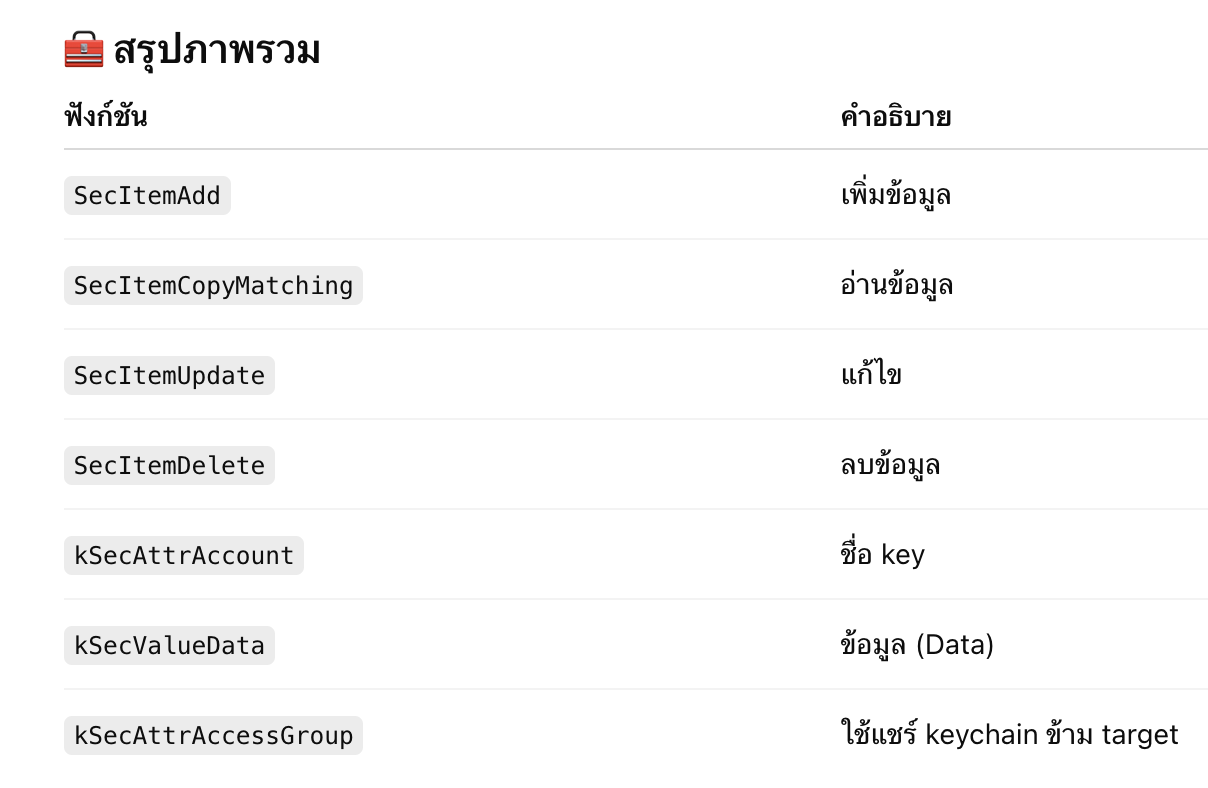 🧰 สรุปภาพรวม
ฟังก์ชัน คำอธิบาย
SecItemAdd เพิ่มข้อมูล
SecItemCopyMatching อ่านข้อมูล
SecItemUpdate แก้ไข
SecItemDelete ลบข้อมูล
kSecAttrAccount ชื่อ key
kSecValueData ข้อมูล (Data)
kSecAttrAccessGroup ใช้แชร์ keychain ข้าม target